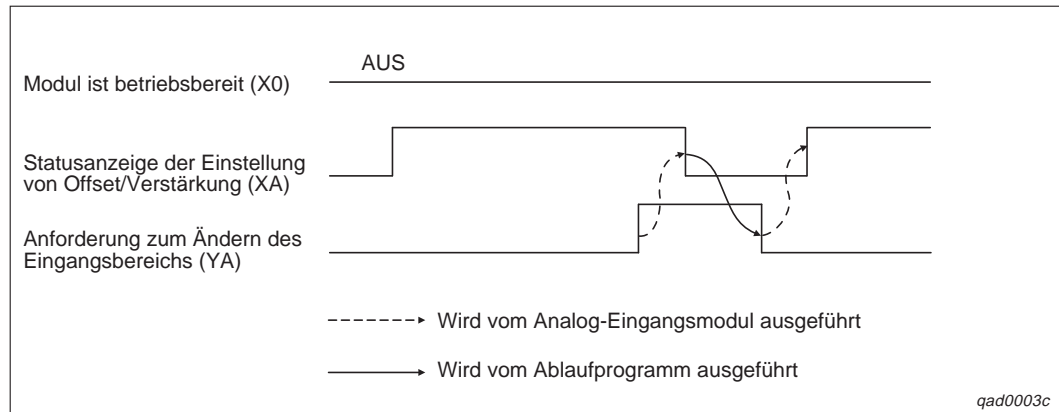 AUS
Modul ist betriebsbereit (X0)
Statusanzeige der Einstellung
von Offset/Verstärkung (XA)
Anforderung zum Ändern des
Eingangsbereichs (YA)
Wird vom Analog-Eingangsmodul ausgeführt
Wird vom Ablaufprogramm ausgeführt
qad0003c